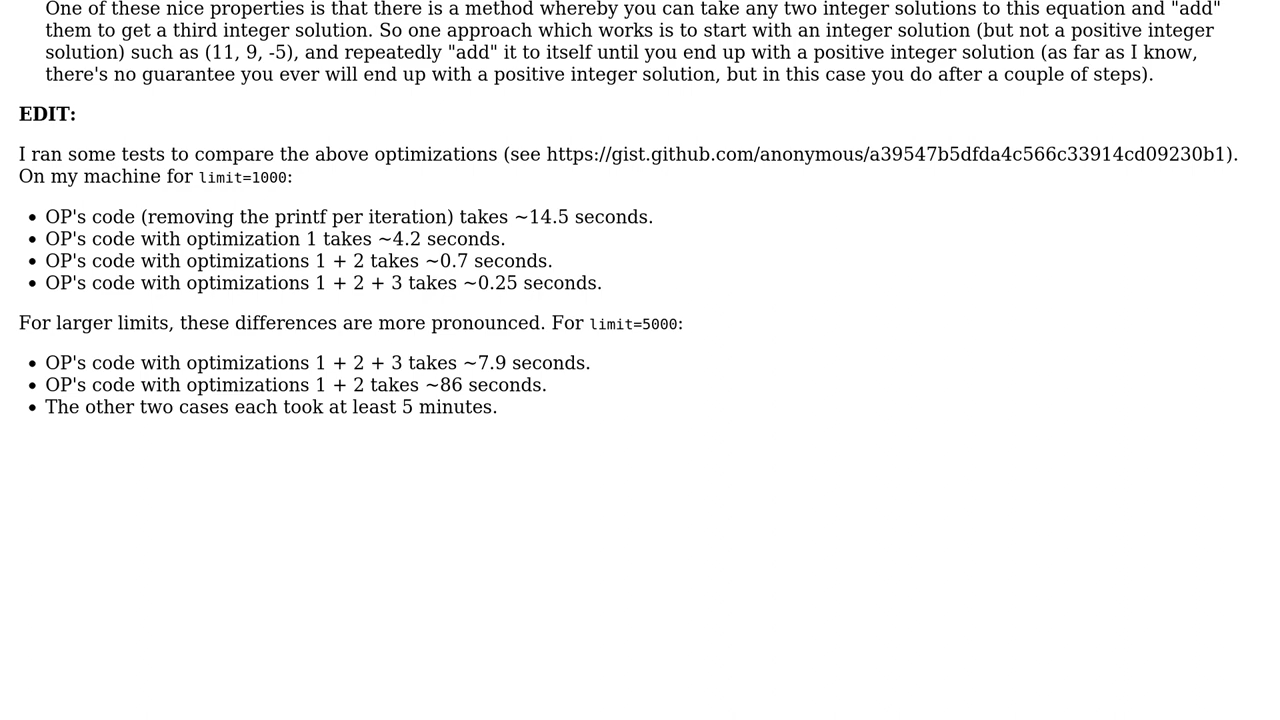 One of these nice properties is that there is a method whereby you can take any two integer solutions to this equation and "add"
them to get a third integer solution. So one approach which works is to start with an integer solution (but not a positive integer
solution) such as (11, 9, -5), and repeatedly "add" it to itself until you end up with a positive integer solution (as far as I know,
there's no guarantee you ever will end up with a positive integer solution, but in this case you do after a couple of steps).
EDIT:
I ran some tests to compare the above optimizations (see https://gist.github.com/anonymous/a39547b5dfda4c566c33914cd09230b1).
On my machine for limit=1000:
• OP's code (removing the printf per iteration) takes ~14.5 seconds.
• OP's code with optimization 1 takes ~4.2 seconds.
• OP's code with optimizations 1 + 2 takes ~0.7 seconds.
• OP's code with optimizations 1 + 2 + 3 takes ~0.25 seconds.
For larger limits, these differences are more pronounced. For limit=5000:
• OP's code with optimizations 1 + 2 + 3 takes ~7.9 seconds.
• OP's code with optimizations 1 + 2 takes ~86 seconds.
• The other two cases each took at least 5 minutes.